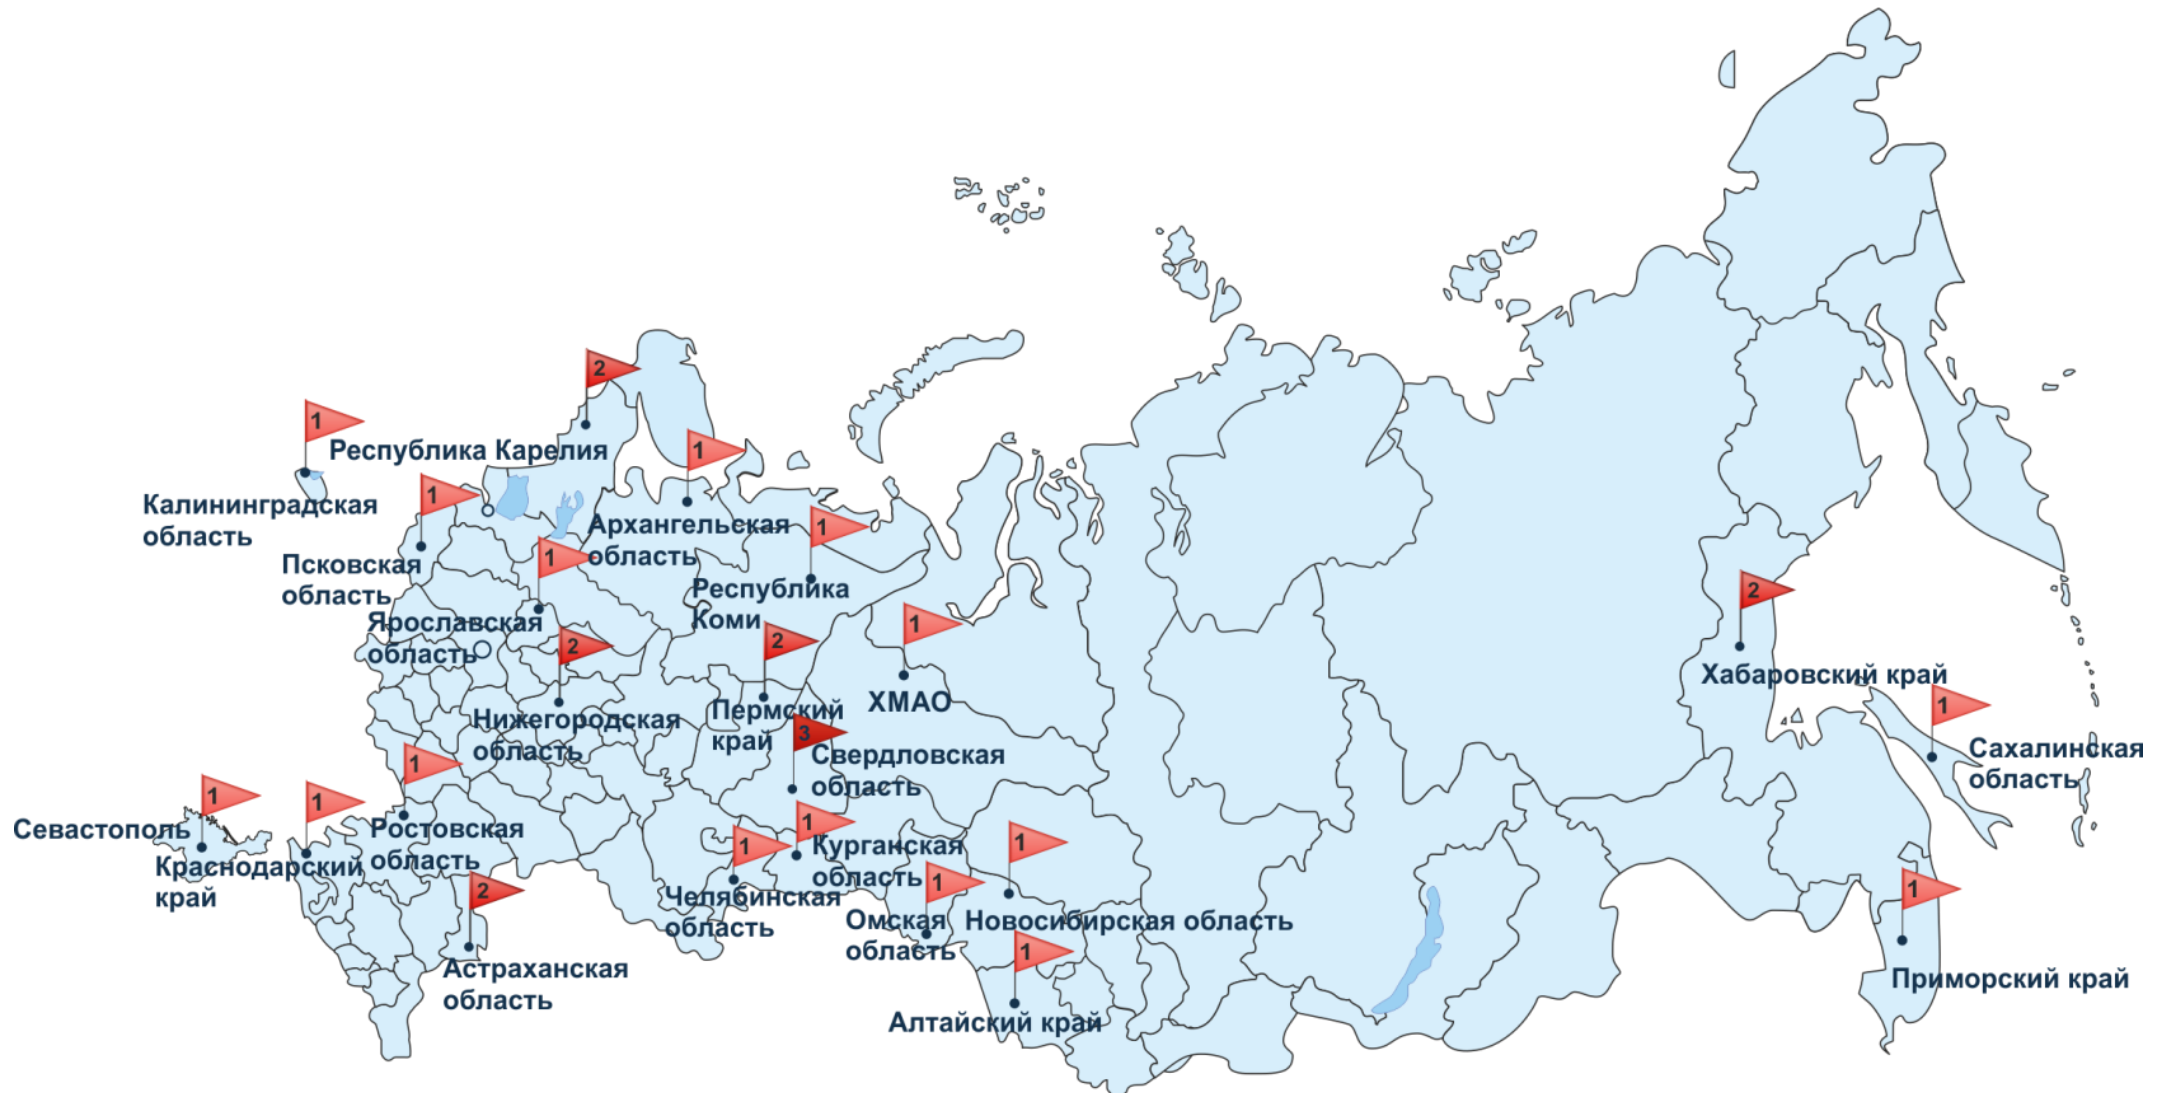 2
1
Республика Карелия
1
Калининградская
область
1
Архангельская
область
1
Псковская
область
1
Республика
Коми
1
Ярославская
область
2
Нижегородская
область
2
Пермский
край
1
ХМАО
3
Свердловская
область
2
Хабаровский край
1
Сахалинская
область
1
Севастополь
1
Краснодарский
край
1
Ростовская
область
2
Астраханская
область
1
Челябинская
область
1
Курганская
область
1
Омская
область
1
Новосибирская область
1
Алтайский край
1
Приморский край